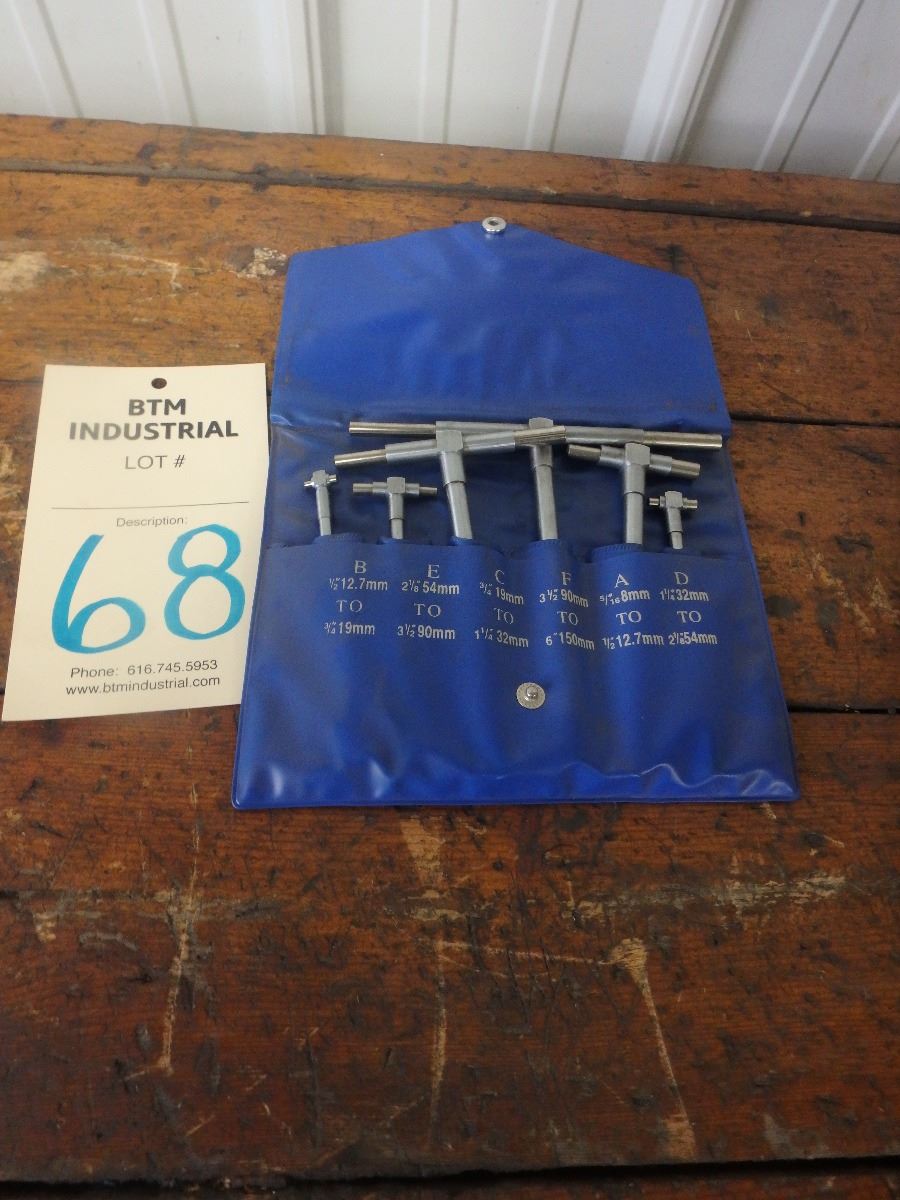 BTM
INDUSTRIAL
LOT #
Description:
68
Phone: 616.745.5953
www.btmindustrial.com
B E C F A D
½" 12.7mm 2⅛" 54mm ¾" 19mm 3½" 90mm 5/16" 8mm 1¼" 32mm
TO TO TO TO TO TO
¾" 19mm 3½" 90mm 1¼" 32mm 6" 150mm ½" 12.7mm 2⅛" 54mm